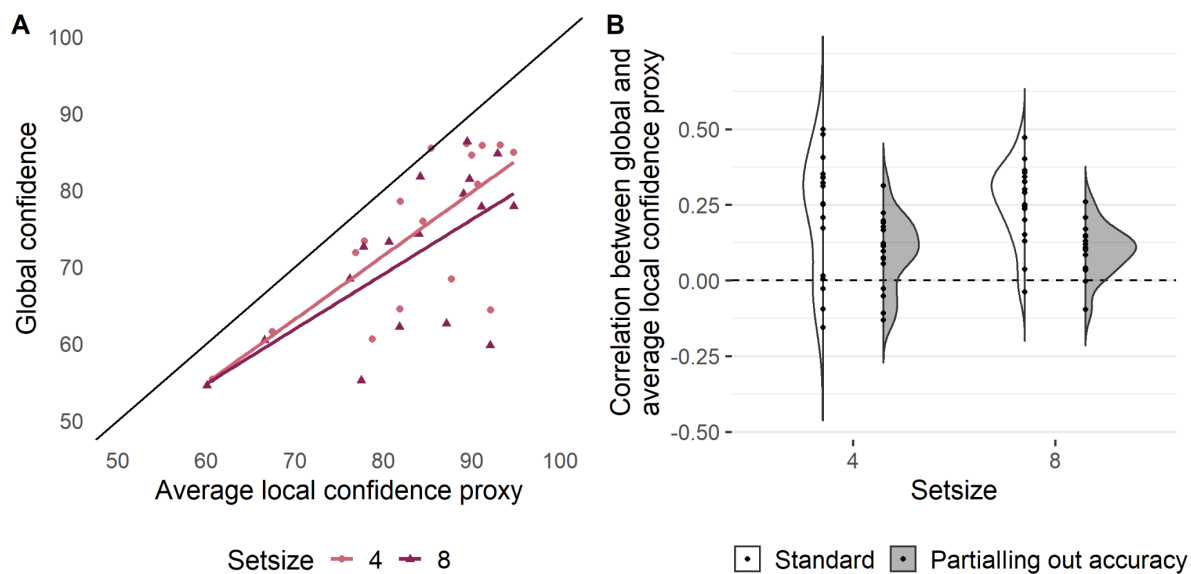 A
Global confidence
100
90
80
70
60
50
50 60 70 80 90 100
Average local confidence proxy
Setsize 4 8
B
Correlation between global and
average local confidence proxy
0.50
0.25
0.00
-0.25
-0.50
4 8
Setsize
Standard Partialling out accuracy